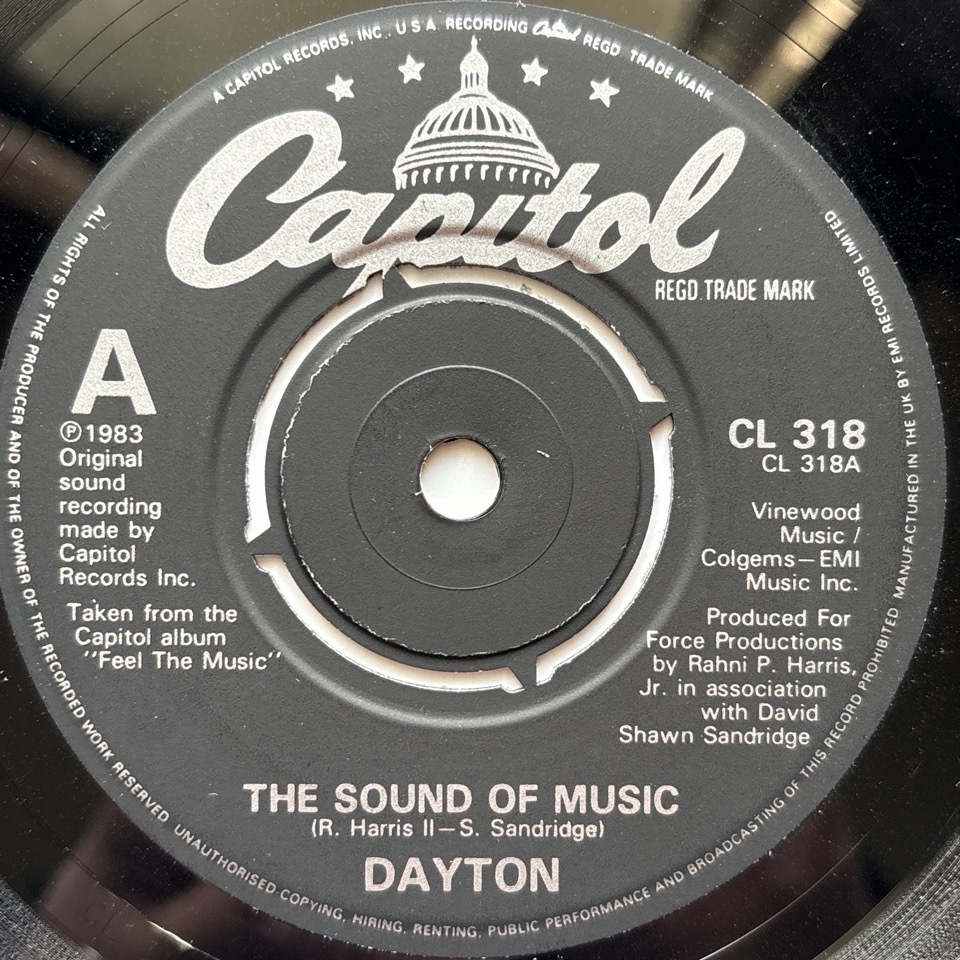 A CAPITOL RECORDS, INC., U S A. RECORDING Capitol REGD. TRADE MARK
Capitol
REGD. TRADE MARK
A
℗1983
Original
sound
recording
made by
Capitol
Records Inc.
Taken from the
Capitol album
"Feel The Music"
CL 318
CL 318A
Vinewood
Music /
Colgems—EMI
Music Inc.
Produced For
Force Productions
by Rahni P. Harris,
Jr. in association
with David
Shawn Sandridge
THE SOUND OF MUSIC
(R. Harris II—S. Sandridge)
DAYTON
ALL RIGHTS OF THE PRODUCER AND OF THE OWNER OF THE RECORDED WORK RESERVED UNAUTHORISED COPYING, HIRING, RENTING, PUBLIC PERFORMANCE AND BROADCASTING OF THIS RECORD PROHIBITED MANUFACTURED IN THE UK BY EMI RECORDS LIMITED